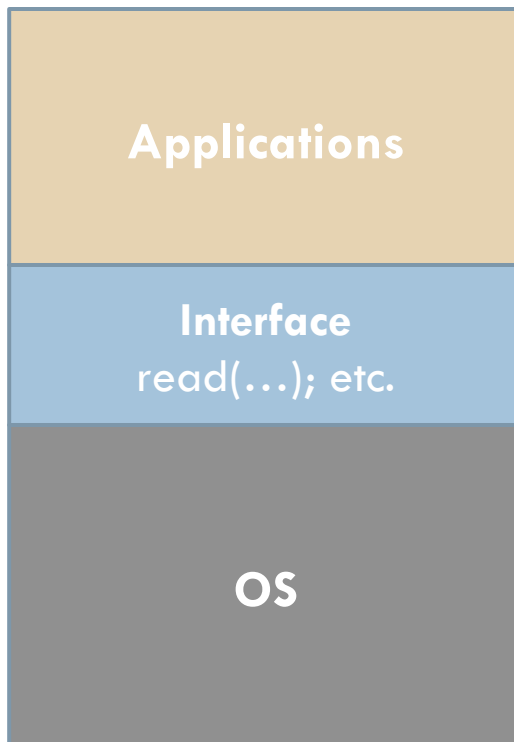 Applications
Interface
read(…); etc.
OS